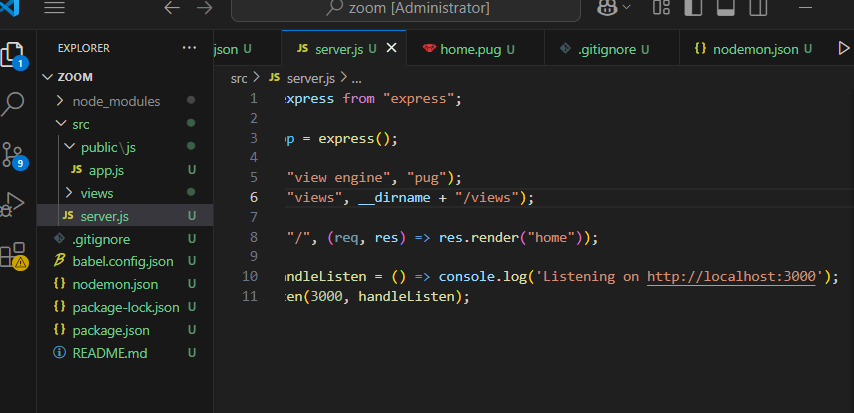 zoom [Administrator]
EXPLORER ...
json U
JS server.js U
home.pug U
.gitignore U
{} nodemon.json U
ZOOM
node_modules
src
public\js
JS app.js U
views
JS server.js U
.gitignore U
babel.config.json U
{} nodemon.json U
{} package-lock.json U
{} package.json U
README.md U
1
9
src > JS server.js > ...
1 express from "express";
2
3 pp = express();
4
5 "view engine", "pug");
6 "views", __dirname + "/views");
7
8 "/", (req, res) => res.render("home"));
9
10 andleListen = () => console.log('Listening on http://localhost:3000');
11 ten(3000, handleListen);